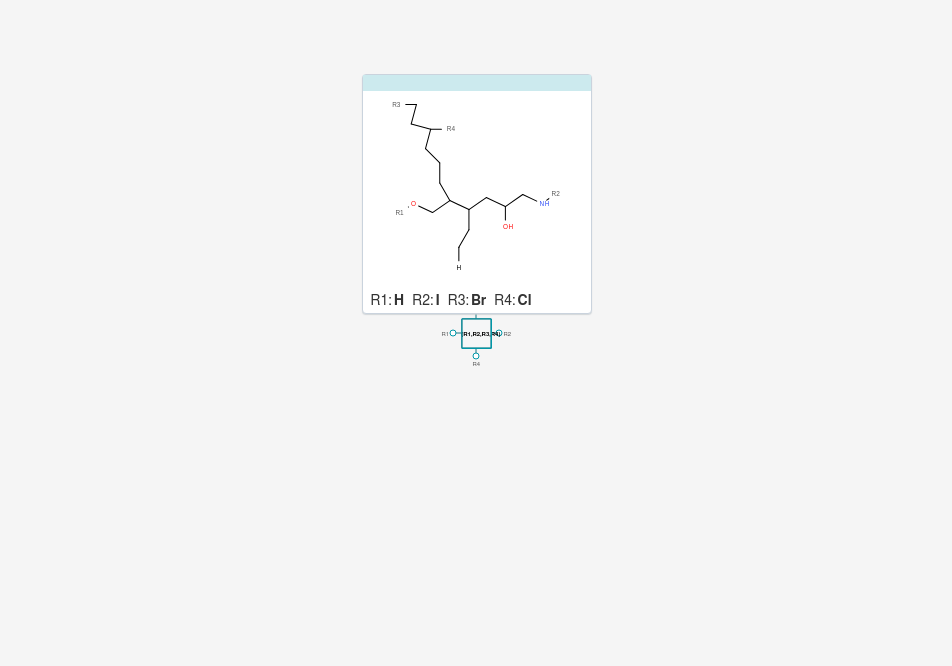 R3
R4
R2
O
NH
R1
OH
H
R1: H R2: I R3: Br R4: Cl
R1 R1,R2,R3,R4) R2
R4